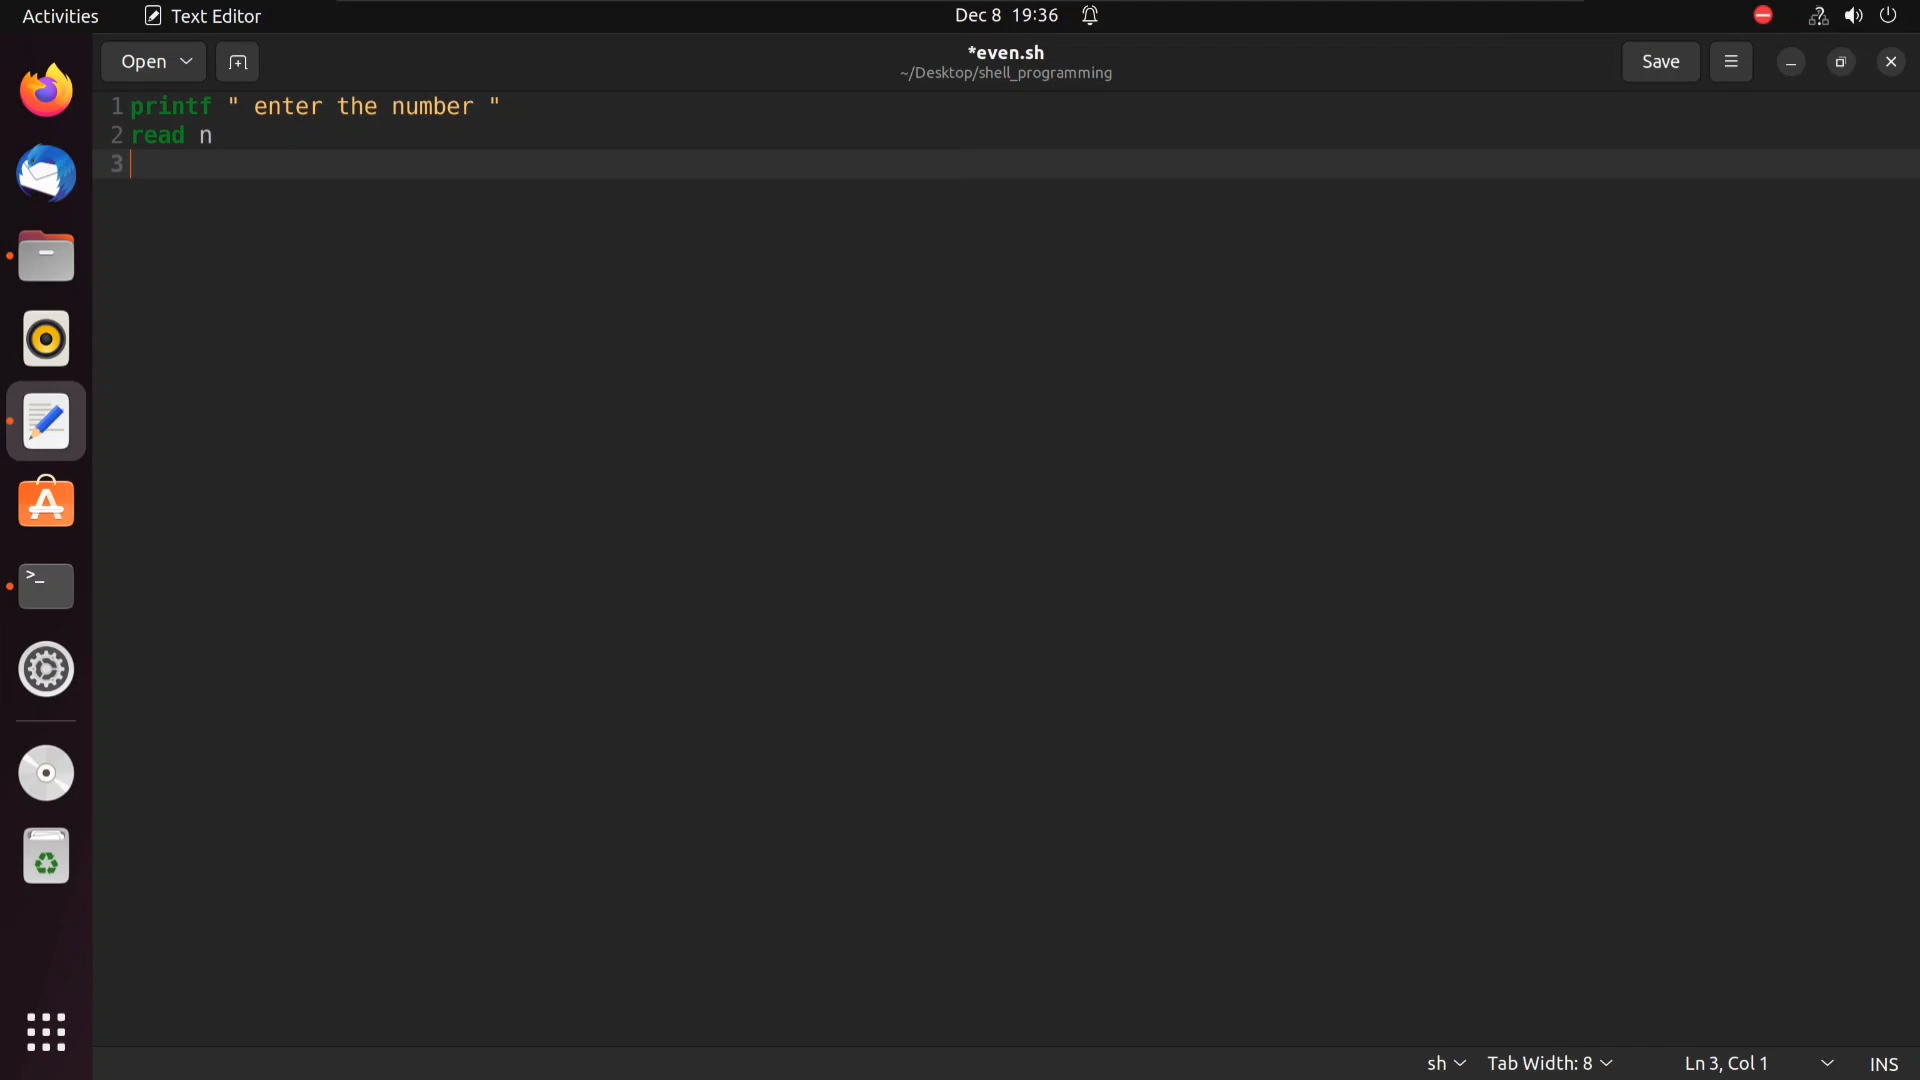 Activities Text Editor Dec 8 19:36
Open *even.sh Save
~/Desktop/shell_programming
1 printf " enter the number "
2 read n
3
>_
sh Tab Width: 8 Ln 3, Col 1 INS